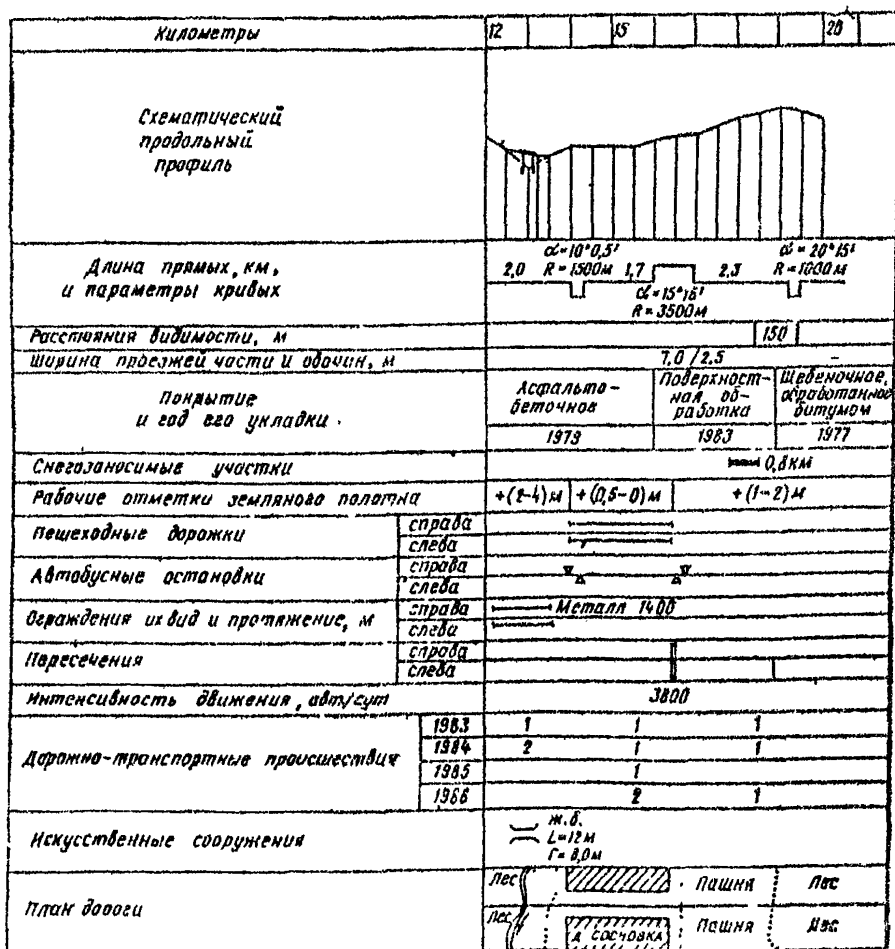 Километры 12 15 20
Схематический
продольный
профиль
Длина прямых, км,
и параметры кривых
α=10°0,5' α=20°15'
2,0 R=1500м 1,7 2,3 R=1000м
α=15°15'
R=3500м
Расстояния видимости, м 150
Ширина проезжей части и обочин, м 7,0/2,5
Покрытие
и год его укладки
Асфальто- Поверхност- Щебеночное,
бетонное ная об- обработанное
работка битумом
1979 1983 1977
Снегозаносимые участки 0,8км
Рабочие отметки земляного полотна +(2-4)м +(0,5-0)м +(1-2)м
Пешеходные дорожки справа
слева
Автобусные остановки справа
слева
Ограждения их вид и протяжение, м справа Металл 1400
слева
Пересечения справа
слева
Интенсивность движения, авт/сут 3800
Дорожно-транспортные происшествия
1983 1 1 1
1984 2 1 1
1985 1
1986 2 1
Искусственные сооружения
ж.б.
L=12м
Г=8,0м
План дороги
Лес Пашня Лес
Лес Пашня Лес
д. СОСНОВКА